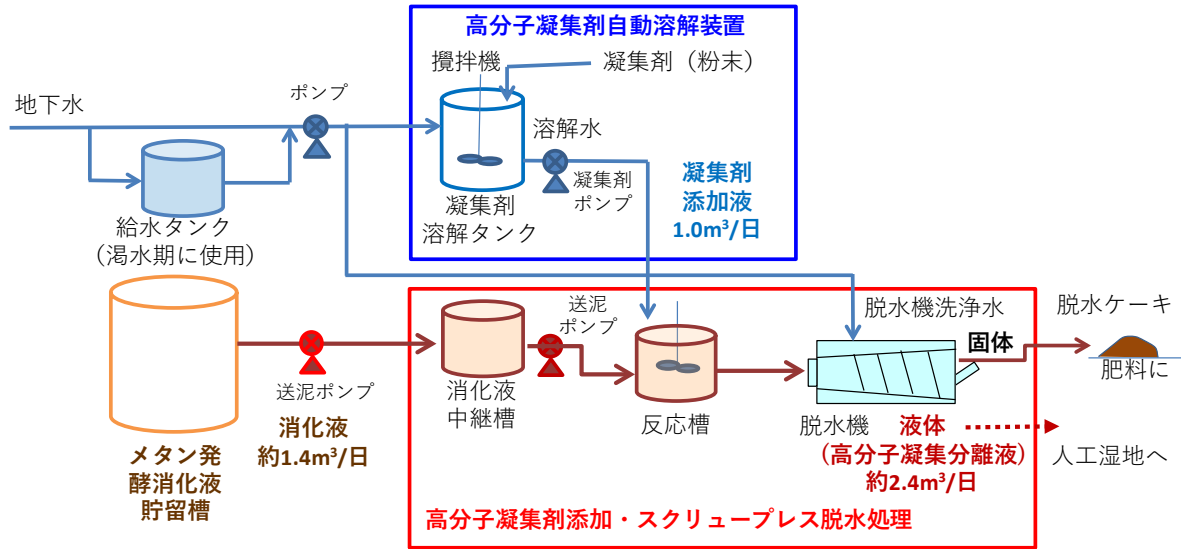 高分子凝集剤自動溶解装置
攪拌機
凝集剤（粉末）
地下水
ポンプ
溶解水
凝集剤
ポンプ
凝集剤
添加液
1.0m³/日
凝集剤
溶解タンク
給水タンク
(渇水期に使用)
送泥
ポンプ
脱水機洗浄水
脱水ケーキ
固体
肥料に
送泥ポンプ
消化液
中継槽
反応槽
脱水機
液体
(高分子凝集分離液)
約2.4m³/日
人工湿地へ
消化液
約1.4m³/日
メタン発
酵消化液
貯留槽
高分子凝集剤添加・スクリュープレス脱水処理